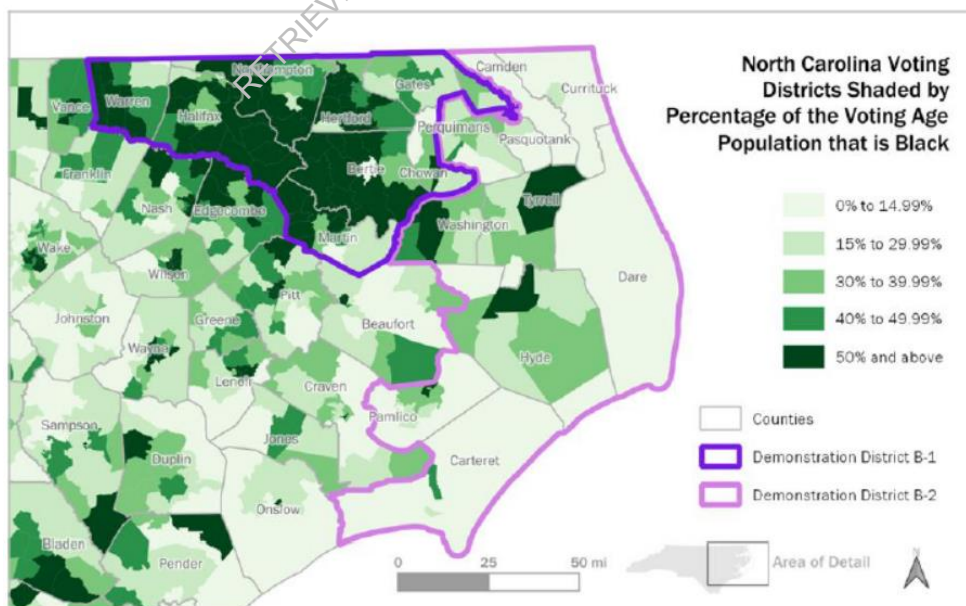 RETRIEV
North Carolina Voting
Districts Shaded by
Percentage of the Voting Age
Population that is Black
0% to 14.99%
15% to 29.99%
30% to 39.99%
40% to 49.99%
50% and above
Counties
Demonstration District B-1
Demonstration District B-2
Area of Detail
N
0 25 50 mi
Vance
Warren
Northampton
Halifax
Hertford
Gates
Camden
Currituck
Perquimans
Pasquotank
Franklin
Bertie
Chowan
Nash
Edgecombe
Martin
Washington
Tyrrell
Wake
Wilson
Pitt
Dare
Johnston
Greene
Beaufort
Wayne
Hyde
Lenoir
Craven
Pamlico
Sampson
Jones
Duplin
Carteret
Onslow
Bladen
Pender